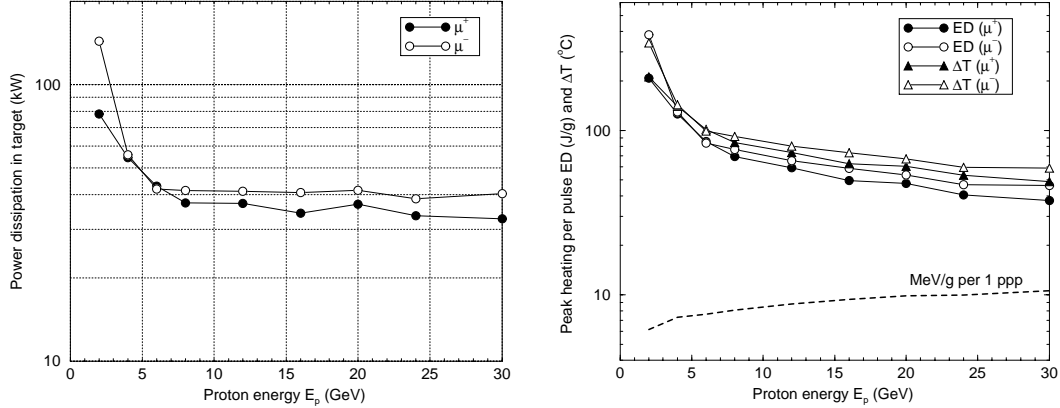 μ+
μ−
100
10
Power dissipation in target (kW)
0 5 10 15 20 25 30
Proton energy Ep (GeV)
ED (μ+)
ED (μ−)
ΔT (μ+)
ΔT (μ−)
100
10
Peak heating per pulse ED (J/g) and ΔT (°C)
MeV/g per 1 ppp
0 5 10 15 20 25 30
Proton energy Ep (GeV)